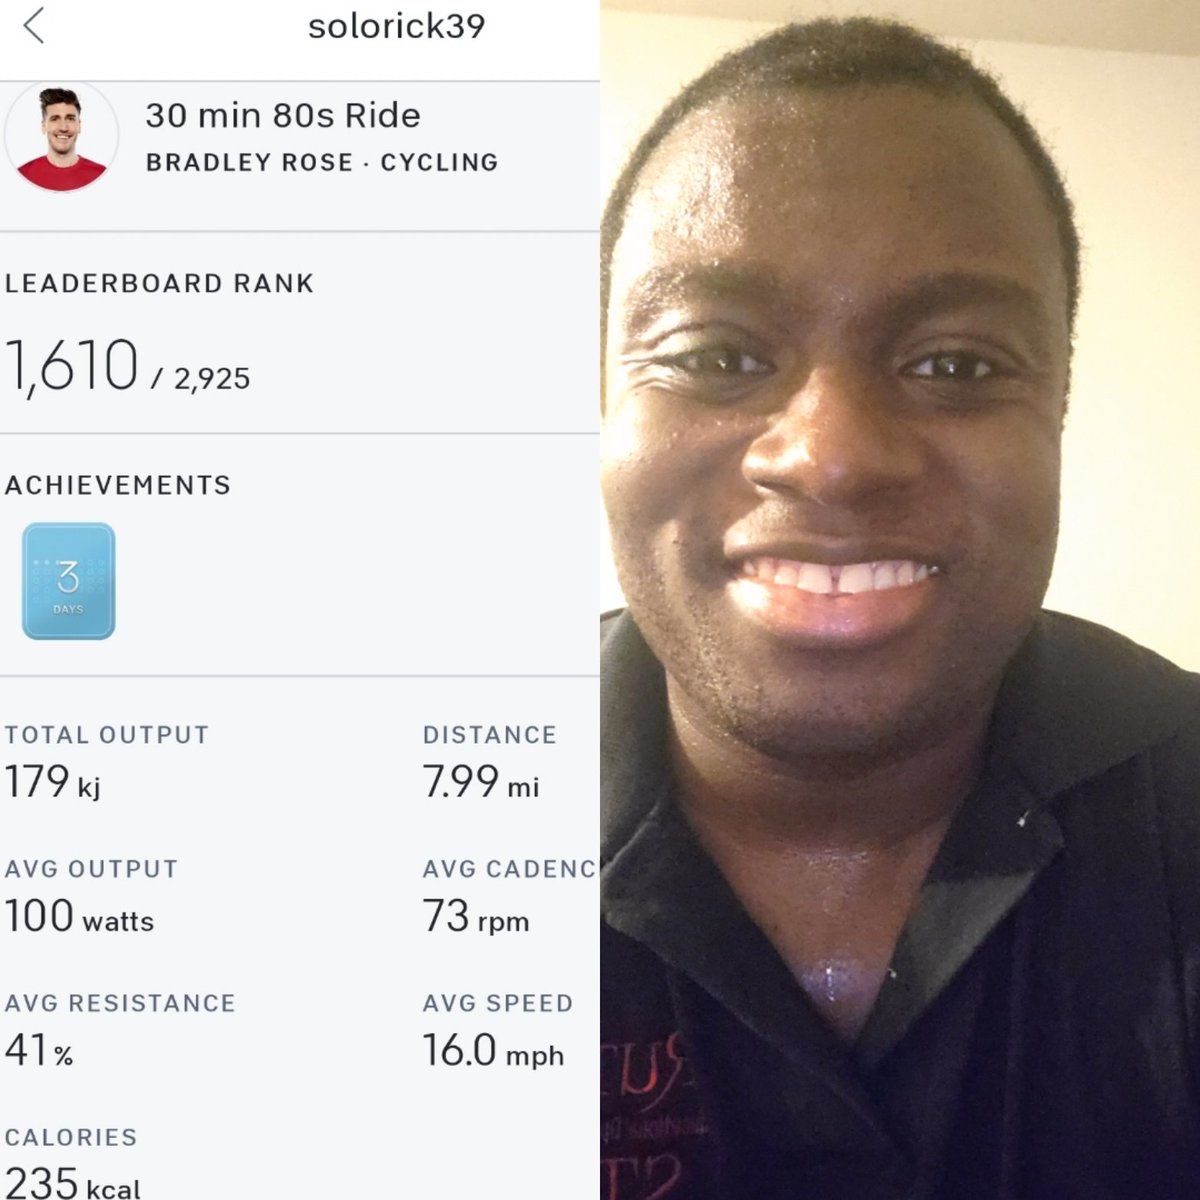 solorick39
30 min 80s Ride
BRADLEY ROSE · CYCLING
LEADERBOARD RANK
1,610 / 2,925
ACHIEVEMENTS
3
DAYS
TOTAL OUTPUT
DISTANCE
179 kj
7.99 mi
AVG OUTPUT
AVG CADENC
100 watts
73 rpm
AVG RESISTANCE
AVG SPEED
41%
16.0 mph
CALORIES
235 kcal